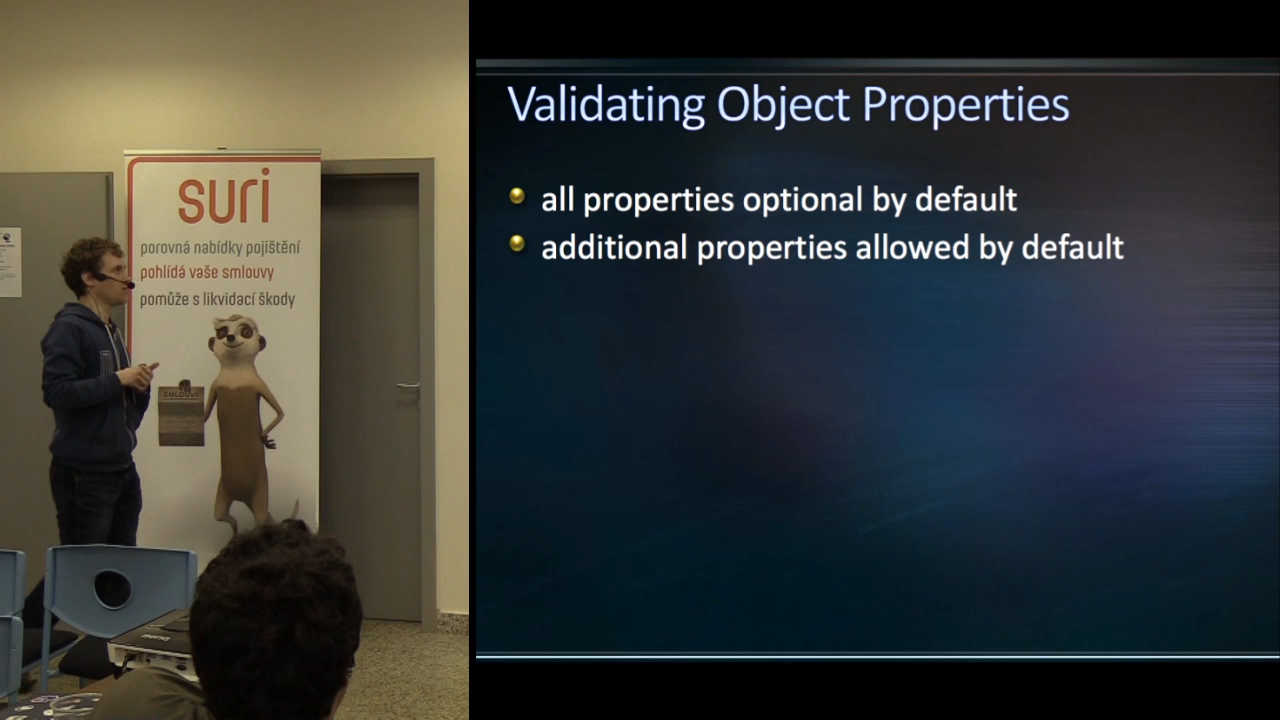 suri
porovná nabídky pojištění
pohlídá vaše smlouvy
pomůže s likvidací škody
SMLOUVA
Validating Object Properties
all properties optional by default
additional properties allowed by default